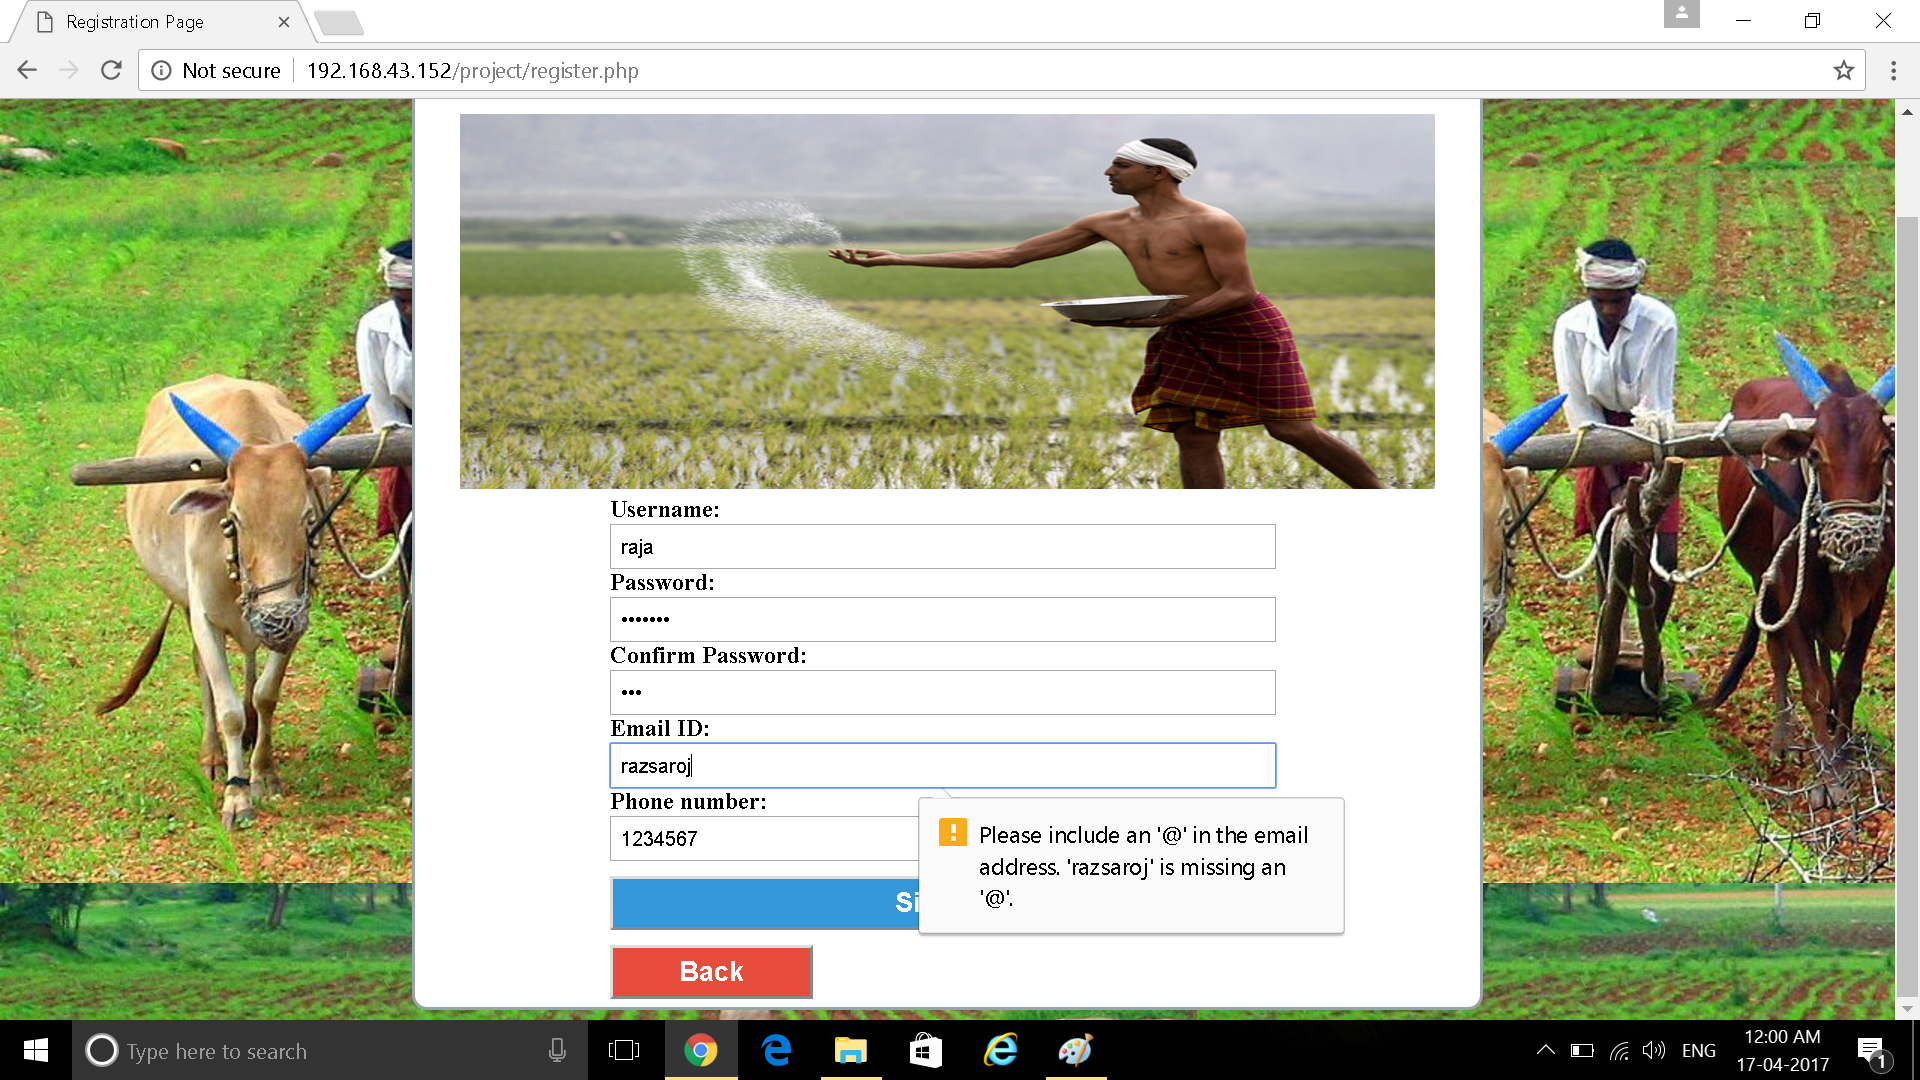 Registration Page
Not secure
192.168.43.152/project/register.php
Username:
raja
Password:
•••••••
Confirm Password:
•••
Email ID:
razsaroj
Phone number:
1234567
Please include an '@' in the email
address. 'razsaroj' is missing an
'@'.
Si
Back
Type here to search
ENG
12:00 AM
17-04-2017
1